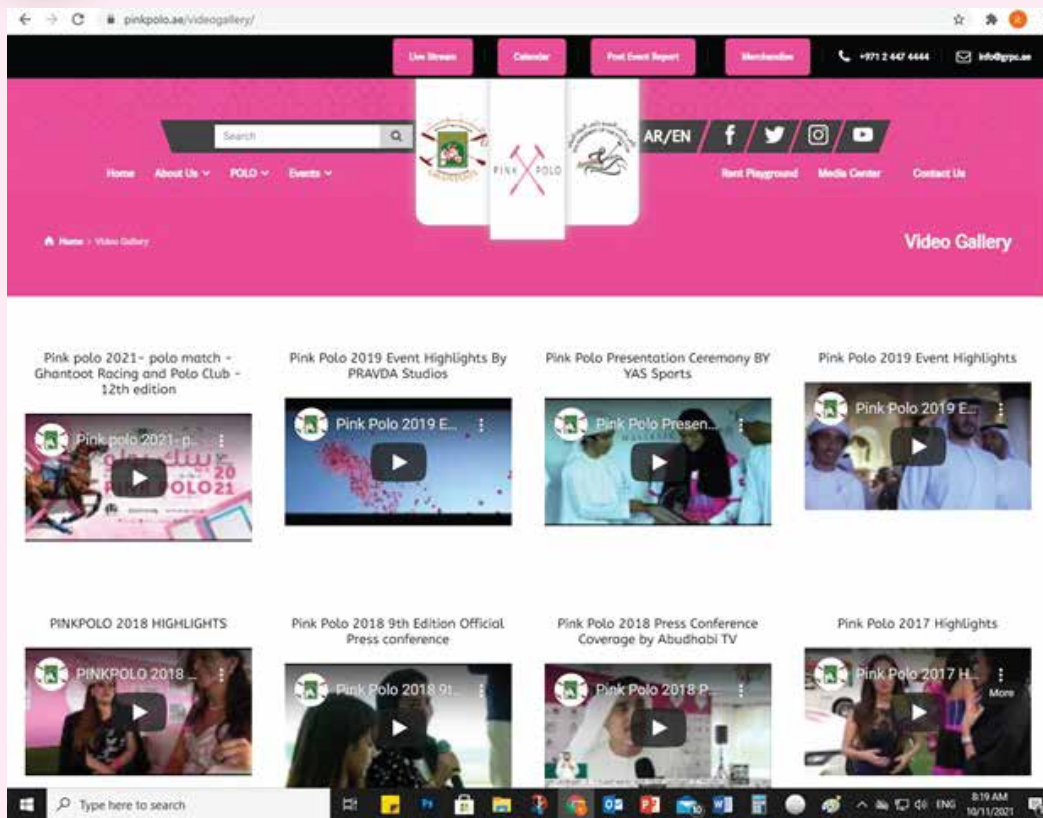 pinkpolo.ae/videogallery/
Live Stream
Calendar
Post Event Report
Merchandise
+971 2 447 4444
info@grpc.ae
Search
AR/EN
GHANTOOT
PINK POLO
Home
About Us
POLO
Events
Rent Playground
Media Center
Contact Us
Home > Video Gallery
Video Gallery
Pink polo 2021- polo match -
Ghantoot Racing and Polo Club -
12th edition
Pink Polo 2019 Event Highlights By
PRAVDA Studios
Pink Polo Presentation Ceremony BY
YAS Sports
Pink Polo 2019 Event Highlights
Pink polo 2021- p...
بينك بولو
20
PINK POLO21
Pink Polo 2019 E...
Pink Polo Presen...
Pink Polo 2019 E...
PINKPOLO 2018 HIGHLIGHTS
Pink Polo 2018 9th Edition Official
Press conference
Pink Polo 2018 Press Conference
Coverage by Abudhabi TV
Pink Polo 2017 Highlights
PINKPOLO 2018 ...
Pink Polo 2018 9t...
Pink Polo 2018 P...
Pink Polo 2017 H...
More
Type here to search
ENG
8:19 AM
10/11/2021